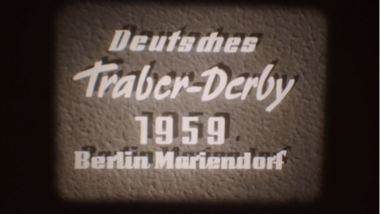 Deutsches
Traber-Derby
1959
Berlin Mariendorf